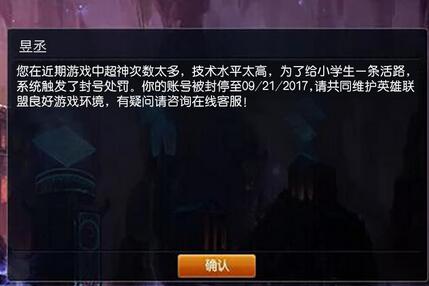 昱丞
您在近期游戏中超神次数太多，技术水平太高，为了给小学生一条活路，
系统触发了封号处罚。你的账号被封停至09/21/2017,请共同维护英雄联
盟良好游戏环境，有疑问请咨询在线客服！
确认